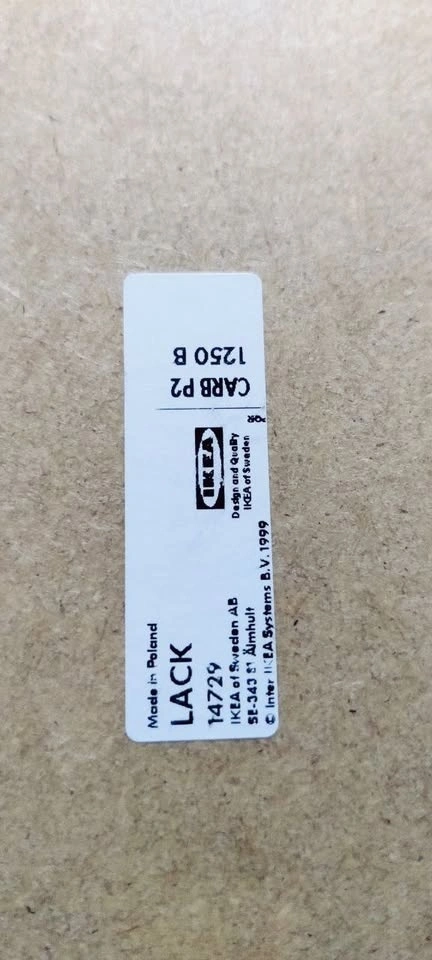 Made in Poland
LACK
14729
IKEA of Sweden AB
SE-343 81 Älmhult
© Inter IKEA Systems B.V. 1999
IKEA
Design and Quality
IKEA of Sweden
CARB P2
1250 B